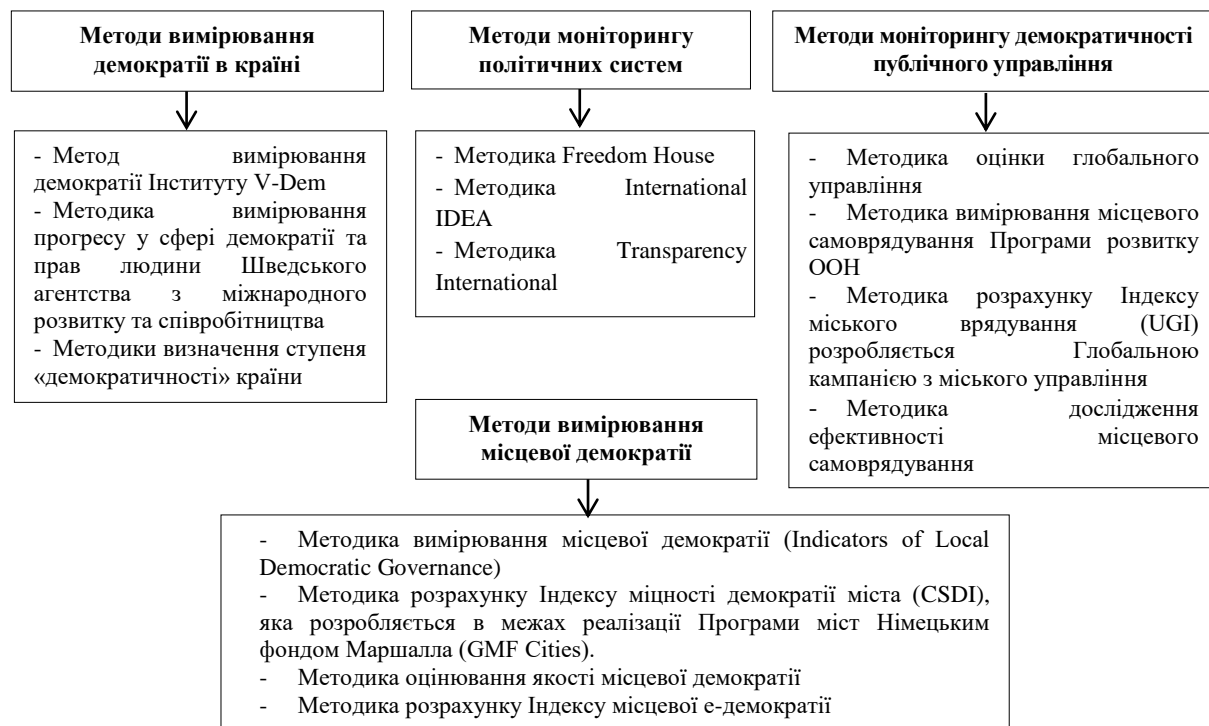 Методи вимірювання
демократії в країні
- Метод вимірювання
демократії Інституту V-Dem
- Методика вимірювання
прогресу у сфері демократії та
прав людини Шведського
агентства з міжнародного
розвитку та співробітництва
- Методики визначення ступеня
«демократичності» країни
Методи моніторингу
політичних систем
- Методика Freedom House
- Методика International
IDEA
- Методика Transparency
International
Методи моніторингу демократичності
публічного управління
- Методика оцінки глобального
управління
- Методика вимірювання місцевого
самоврядування Програми розвитку
ООН
- Методика розрахунку Індексу
міського врядування (UGI)
розробляється Глобальною
кампанією з міського управління
- Методика дослідження
ефективності місцевого
самоврядування
Методи вимірювання
місцевої демократії
- Методика вимірювання місцевої демократії (Indicators of Local
Democratic Governance)
- Методика розрахунку Індексу міцності демократії міста (CSDI),
яка розробляється в межах реалізації Програми міст Німецьким
фондом Маршалла (GMF Cities).
- Методика оцінювання якості місцевої демократії
- Методика розрахунку Індексу місцевої е-демократії